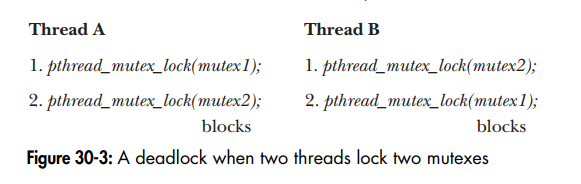 Thread A Thread B
1. pthread_mutex_lock(mutex1); 1. pthread_mutex_lock(mutex2);
2. pthread_mutex_lock(mutex2); 2. pthread_mutex_lock(mutex1);
blocks blocks
Figure 30-3: A deadlock when two threads lock two mutexes